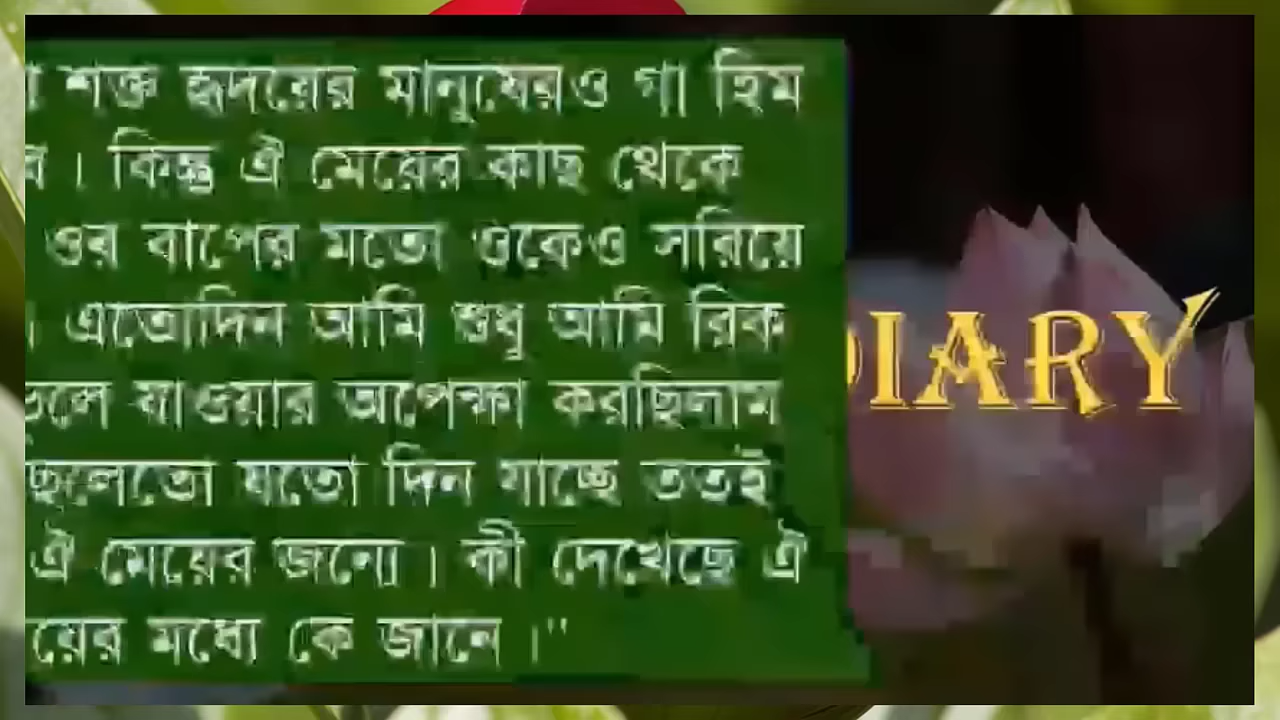 শক্ত হৃদয়ের মানুষেরও গা হিম
। কিন্তু ঐ মেয়ের কাছ থেকে
ওর বাপের মতো ওকেও সরিয়ে
। এতোদিন আমি শুধু আমি রিক
যাওয়ার অপেক্ষা করছিলাম
যতো দিন যাচ্ছে ততই
ঐ মেয়ের জন্যে । কী দেখেছে ঐ
য়ের মধ্যে কে জানে ।"
DIARY